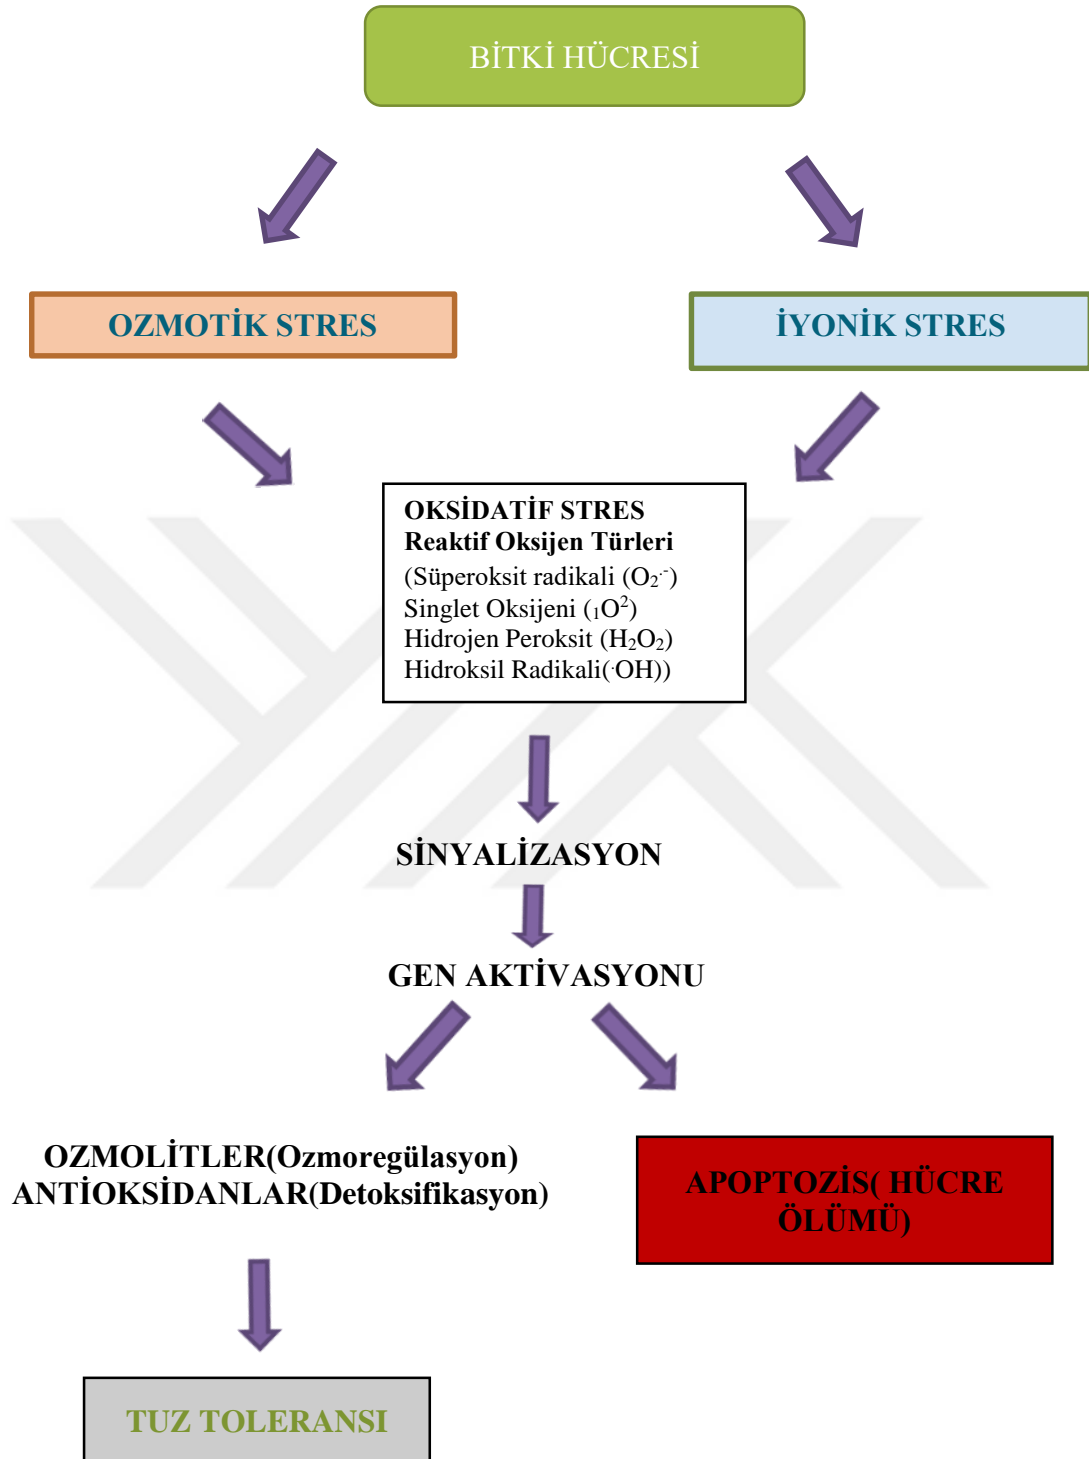 BİTKİ HÜCRESİ
OZMOTİK STRES
İYONİK STRES
OKSİDATİF STRES
Reaktif Oksijen Türleri
(Süperoksit radikali (O₂·⁻)
Singlet Oksijeni (₁O²)
Hidrojen Peroksit (H₂O₂)
Hidroksil Radikali(·OH))
SİNYALİZASYON
GEN AKTİVASYONU
OZMOLİTLER(Ozmoregülasyon)
ANTİOKSİDANLAR(Detoksifikasyon)
APOPTOZİS( HÜCRE
ÖLÜMÜ)
TUZ TOLERANSI